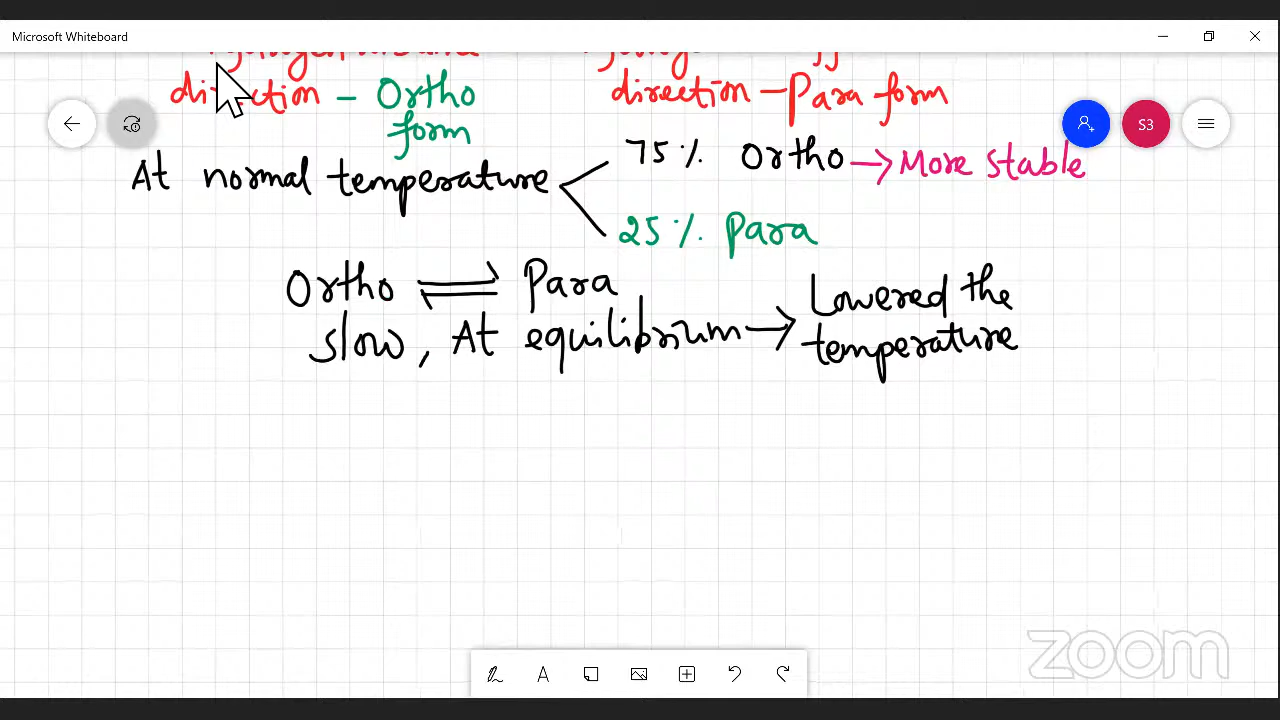 Microsoft Whiteboard
direction - Ortho form
direction - Para form
S3
At normal temperature
75 % Ortho → More stable
25 % Para
Ortho ⇌ Para
slow, At equilibrium → Lowered the temperature
A
zoom